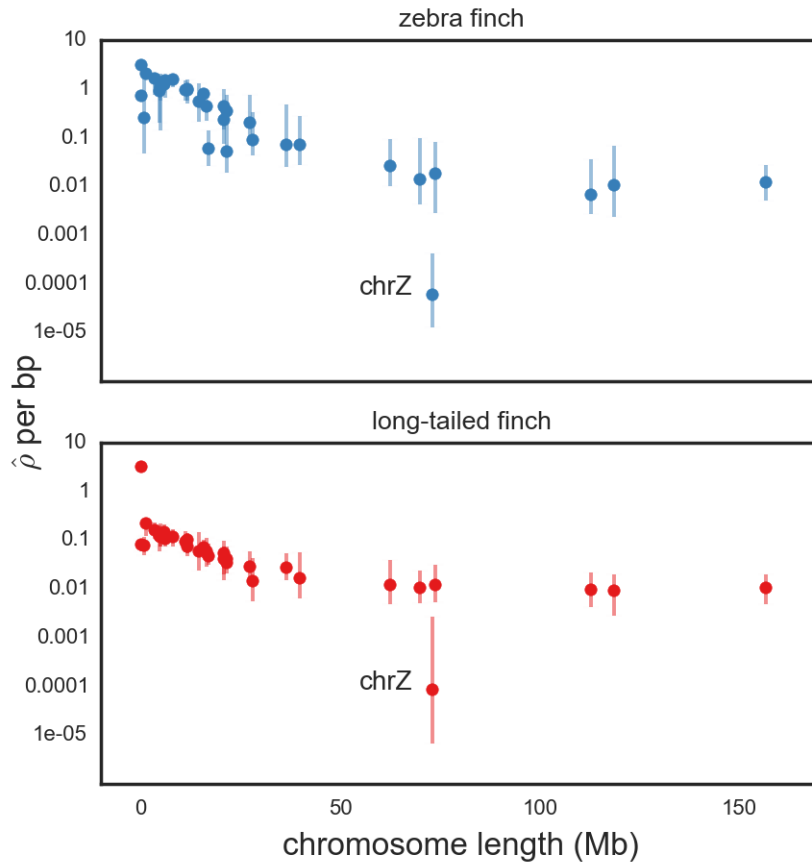 zebra finch
10
1
0.1
0.01
0.001
0.0001
1e-05
chrZ
ρ̂ per bp
long-tailed finch
10
1
0.1
0.01
0.001
0.0001
1e-05
chrZ
0
50
100
150
chromosome length (Mb)